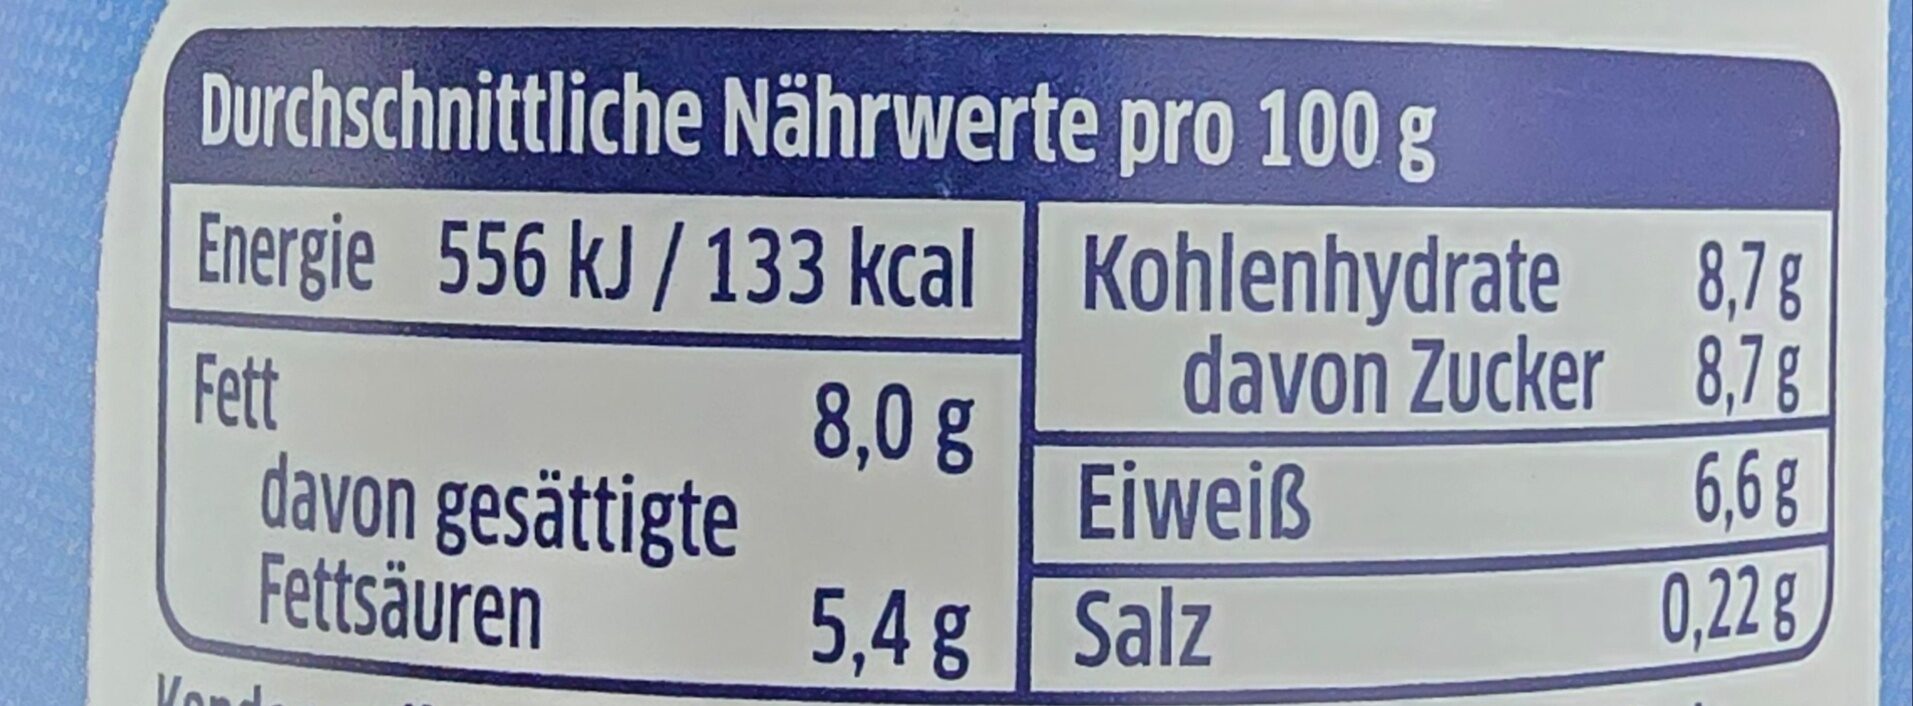 Durchschnittliche Nährwerte pro 100 g
Energie 556 kJ / 133 kcal
Fett 8,0 g
davon gesättigte
Fettsäuren 5,4 g
Kohlenhydrate 8,7 g
davon Zucker 8,7 g
Eiweiß 6,6 g
Salz 0,22 g